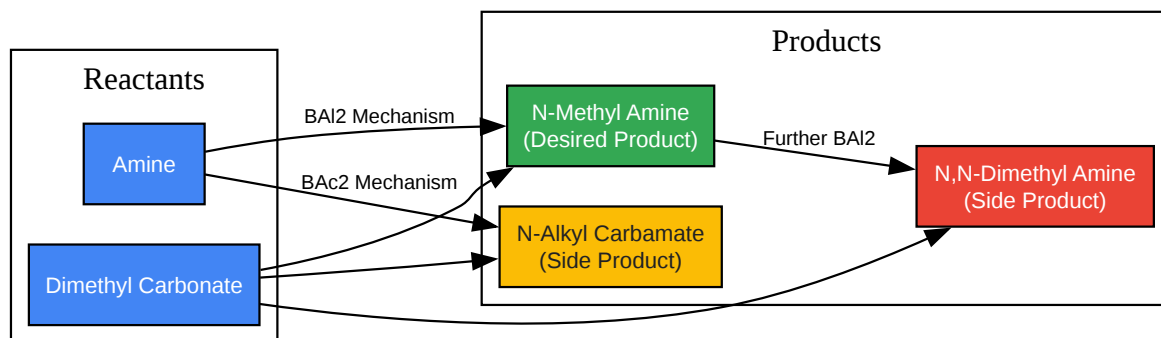 Products
Reactants
BAl2 Mechanism
N-Methyl Amine
(Desired Product)
Further BAl2
Amine
N,N-Dimethyl Amine
(Side Product)
BAc2 Mechanism
N-Alkyl Carbamate
(Side Product)
Dimethyl Carbonate